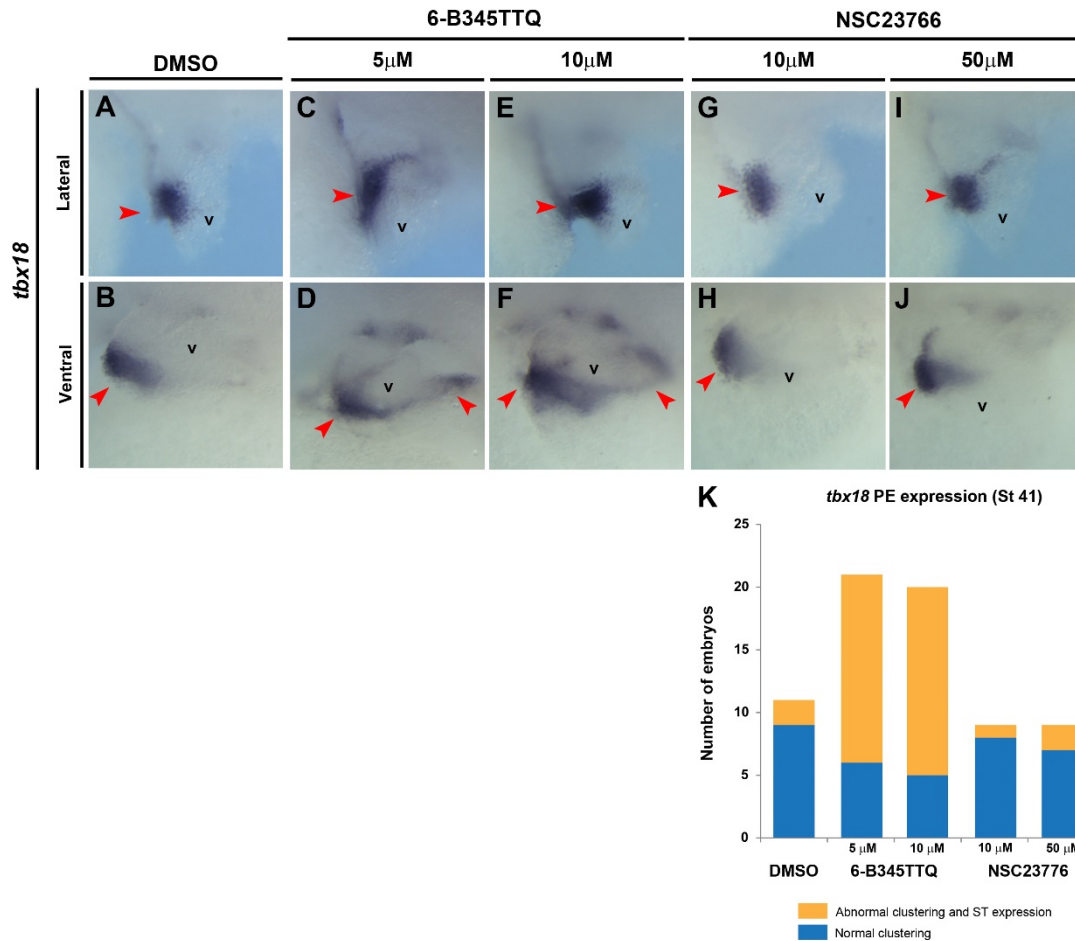 6-B345TTQ
NSC23766
DMSO
5μM
10μM
10μM
50μM
tbx18
Lateral
A
v
C
v
E
v
G
v
I
v
Ventral
B
v
D
v
F
v
H
v
J
v
K
tbx18 PE expression (St 41)
Number of embryos
25
20
15
10
5
0
5 μM
10 μM
10 μM
50 μM
DMSO
6-B345TTQ
NSC23776
Abnormal clustering and ST expression
Normal clustering